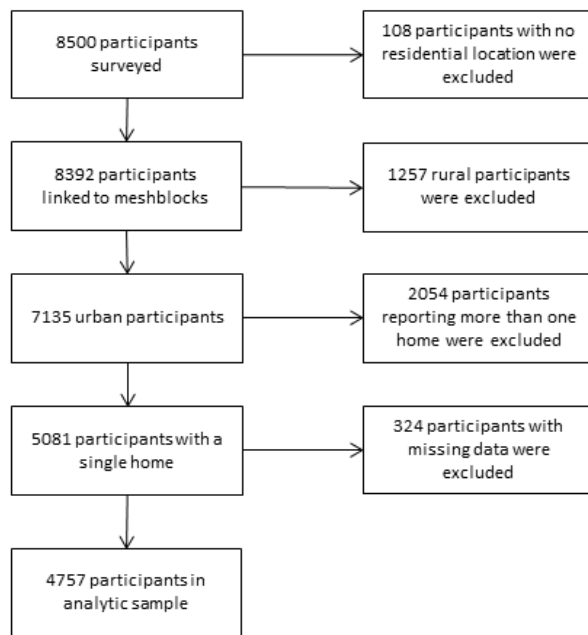 8500 participants
surveyed
108 participants with no
residential location were
excluded
8392 participants
linked to meshblocks
1257 rural participants
were excluded
7135 urban participants
2054 participants
reporting more than one
home were excluded
5081 participants with a
single home
324 participants with
missing data were
excluded
4757 participants in
analytic sample